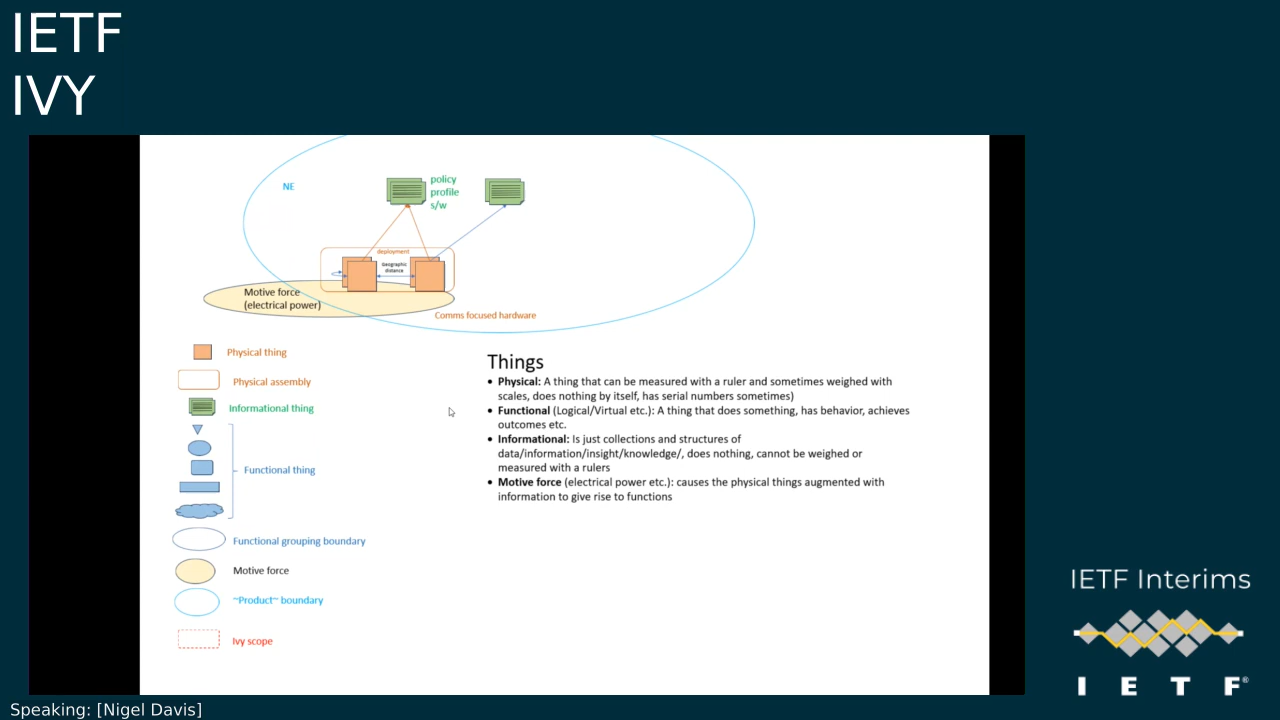 IETF
IVY
NE
policy
profile
s/w
deployment
Geographic
distance
Motive force
(electrical power)
Comms focused hardware
Physical thing
Physical assembly
Informational thing
Functional thing
Functional grouping boundary
Motive force
~Product~ boundary
Ivy scope
Things
• Physical: A thing that can be measured with a ruler and sometimes weighed with
scales, does nothing by itself, has serial numbers sometimes)
• Functional (Logical/Virtual etc.): A thing that does something, has behavior, achieves
outcomes etc.
• Informational: Is just collections and structures of
data/information/insight/knowledge/, does nothing, cannot be weighed or
measured with a rulers
• Motive force (electrical power etc.): causes the physical things augmented with
information to give rise to functions
IETF Interims
I E T F®
Speaking: [Nigel Davis]